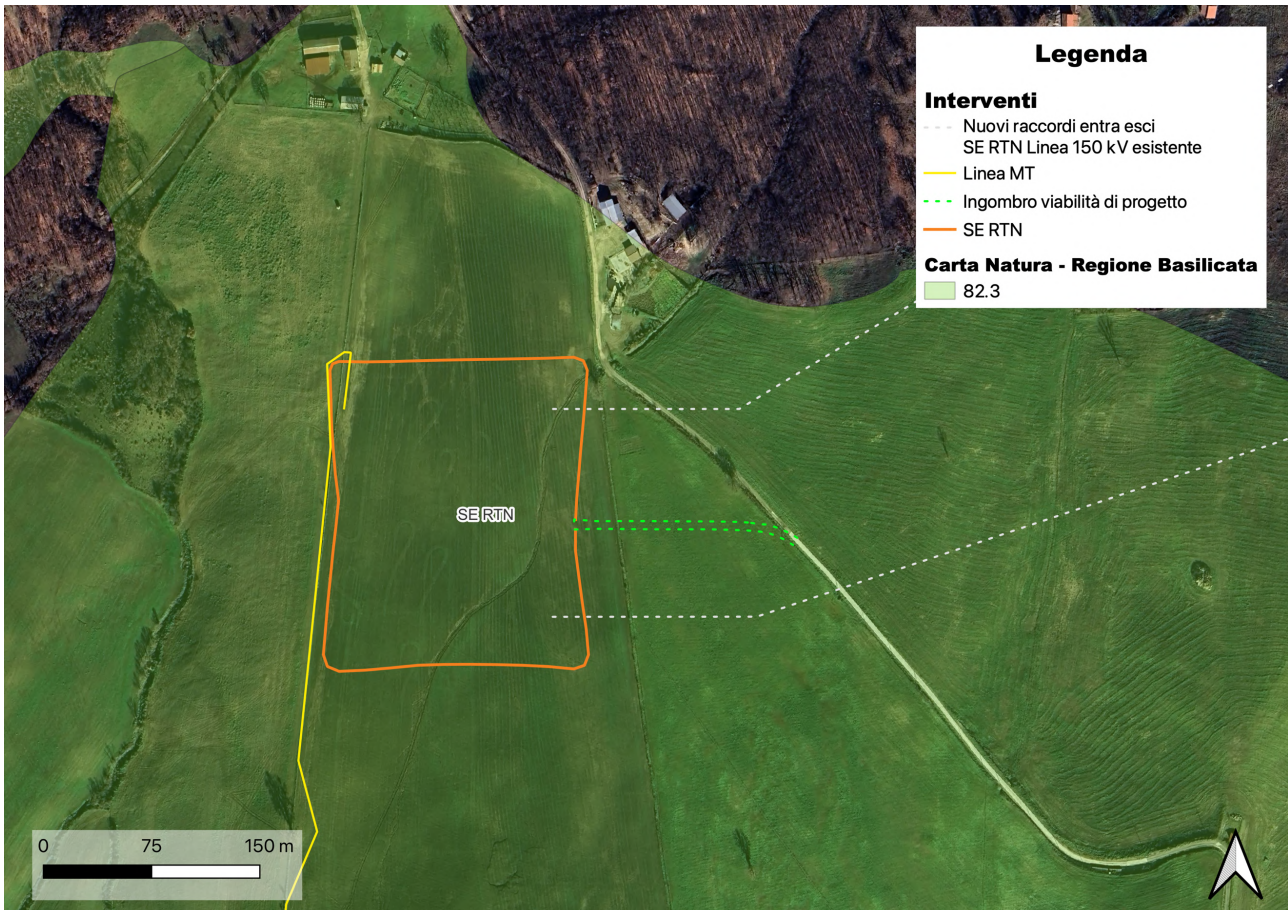 Legenda
Interventi
Nuovi raccordi entra esci
SE RTN Linea 150 kV esistente
Linea MT
Ingombro viabilità di progetto
SE RTN
Carta Natura - Regione Basilicata
82.3
SE RTN
0 75 150 m